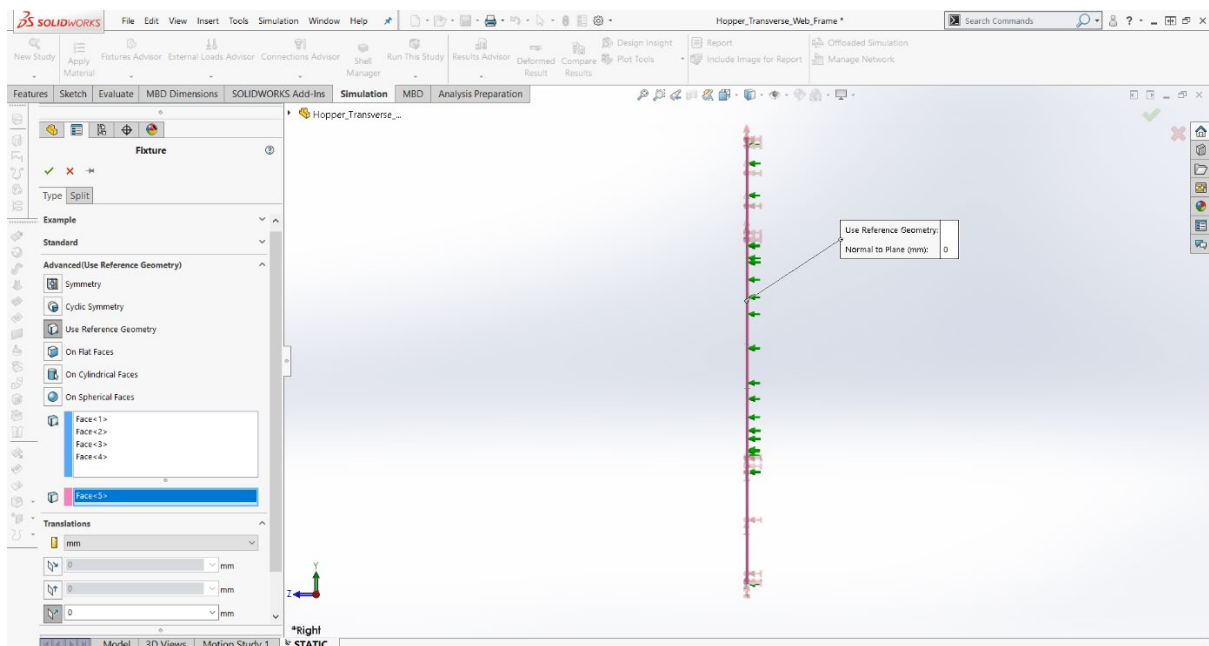 SOLIDWORKS File Edit View Insert Tools Simulation Window Help Hopper_Transverse_Web_Frame * Search Commands ?
New Study Apply Material Fixtures Advisor External Loads Advisor Connections Advisor Shell Manager Run This Study Results Advisor Deformed Result Compare Results Design Insight Plot Tools Report Include Image for Report Offloaded Simulation Manage Network
Features Sketch Evaluate MBD Dimensions SOLIDWORKS Add-Ins Simulation MBD Analysis Preparation
Hopper_Transverse_...
Fixture
Type Split
Example
Standard
Advanced(Use Reference Geometry)
Symmetry
Cyclic Symmetry
Use Reference Geometry
On Flat Faces
On Cylindrical Faces
On Spherical Faces
Face<1>
Face<2>
Face<3>
Face<4>
Face<5>
Translations
mm
0 mm
0 mm
0 mm
Use Reference Geometry:
Normal to Plane (mm): 0
Y
Z
*Right
Model 3D Views Motion Study 1 STATIC